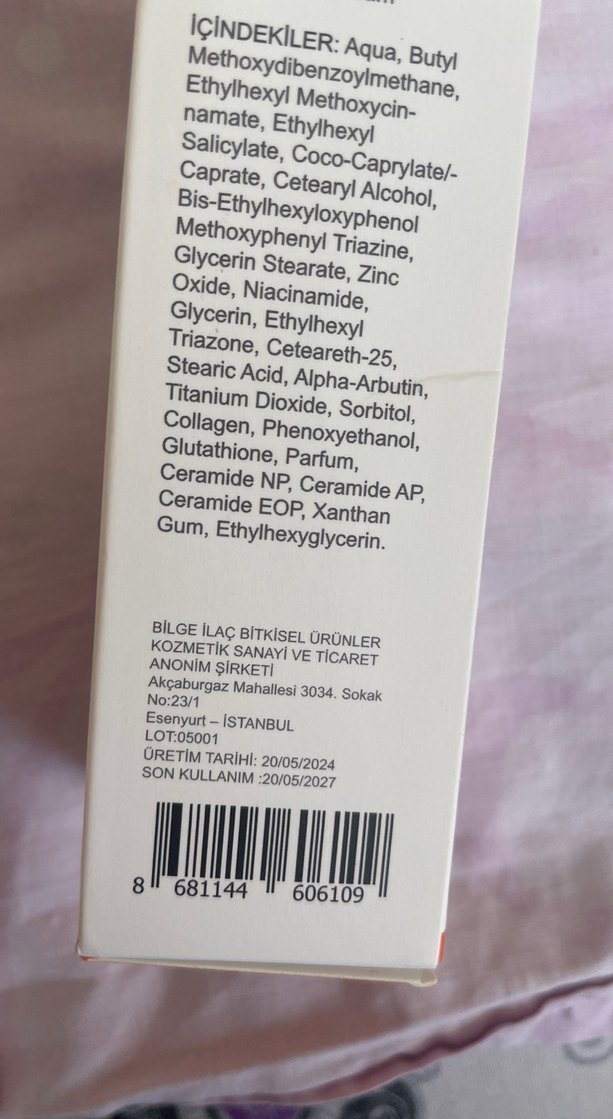 İÇİNDEKİLER: Aqua, Butyl
Methoxydibenzoylmethane,
Ethylhexyl Methoxycin-
namate, Ethylhexyl
Salicylate, Coco-Caprylate/-
Caprate, Cetearyl Alcohol,
Bis-Ethylhexyloxyphenol
Methoxyphenyl Triazine,
Glycerin Stearate, Zinc
Oxide, Niacinamide,
Glycerin, Ethylhexyl
Triazone, Ceteareth-25,
Stearic Acid, Alpha-Arbutin,
Titanium Dioxide, Sorbitol,
Collagen, Phenoxyethanol,
Glutathione, Parfum,
Ceramide NP, Ceramide AP,
Ceramide EOP, Xanthan
Gum, Ethylhexyglycerin.
BİLGE İLAÇ BİTKİSEL ÜRÜNLER
KOZMETİK SANAYİ VE TİCARET
ANONİM ŞİRKETİ
Akçaburgaz Mahallesi 3034. Sokak
No:23/1
Esenyurt – İSTANBUL
LOT:05001
ÜRETİM TARİHİ: 20/05/2024
SON KULLANIM :20/05/2027
8 681144 606109